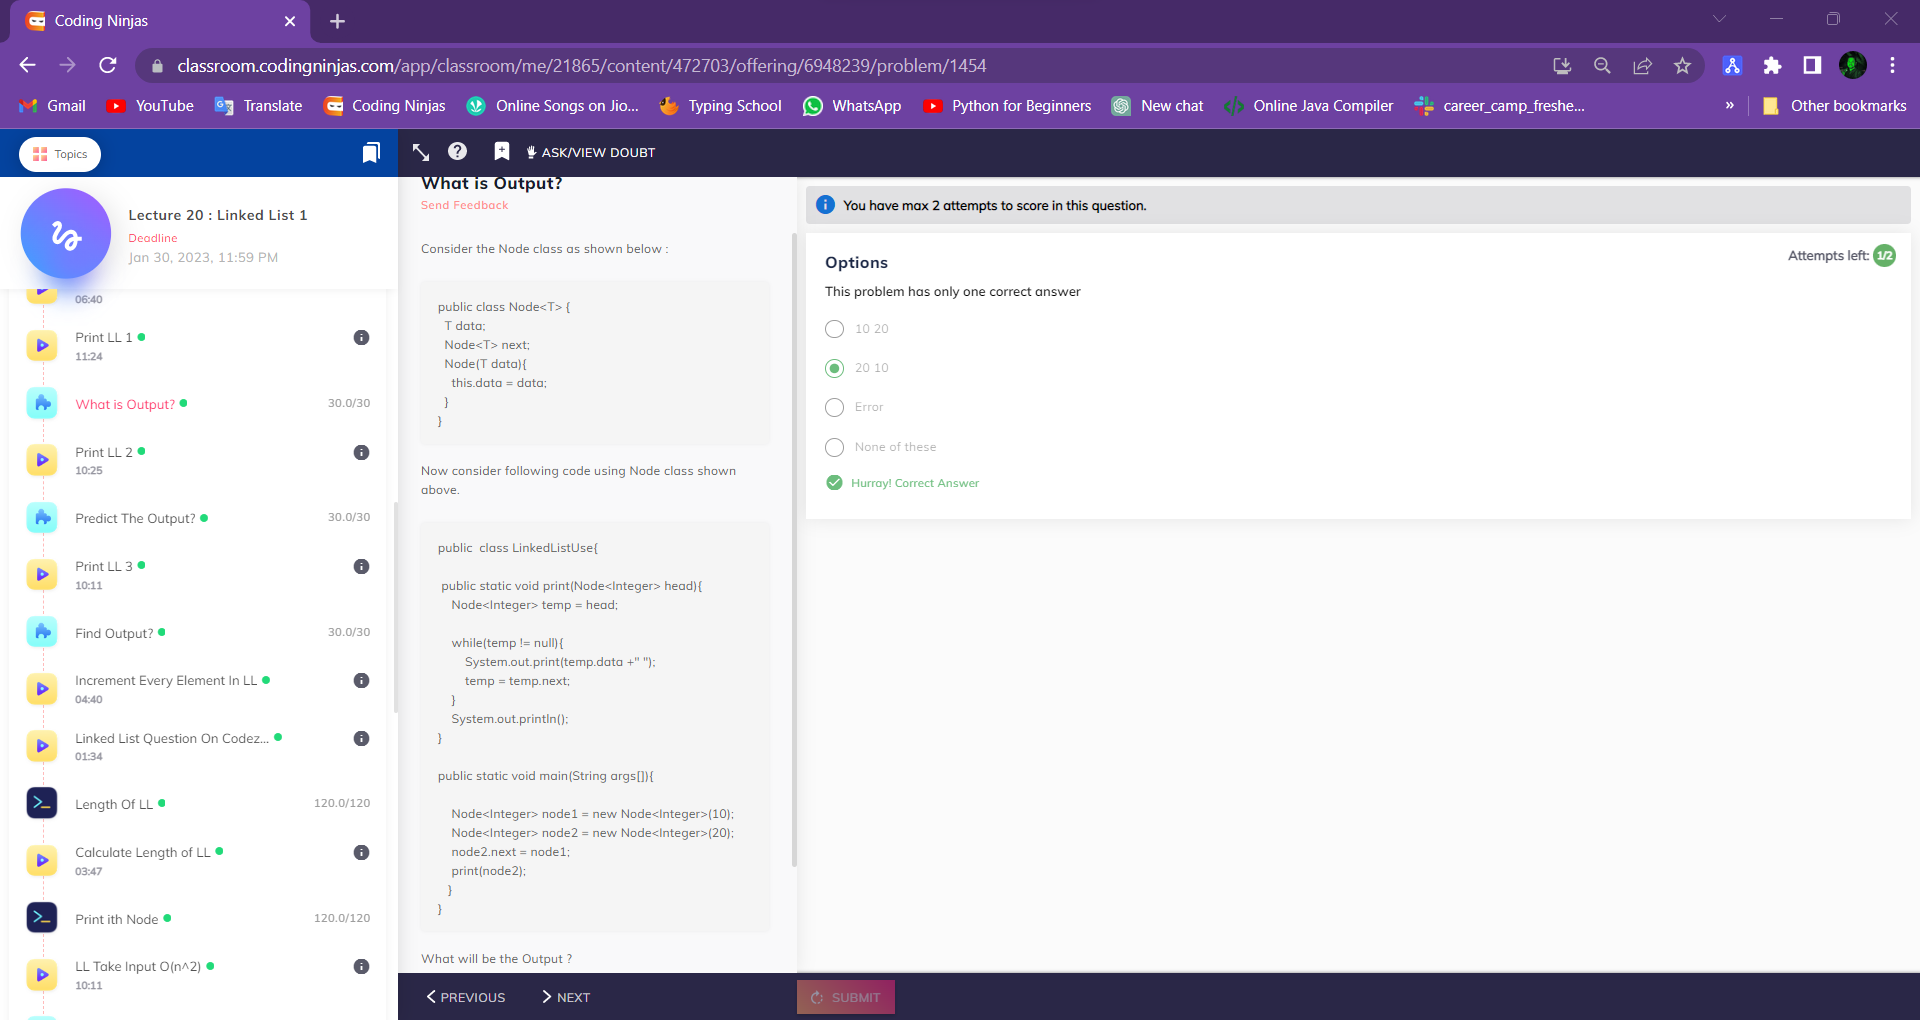 Coding Ninjas
classroom.codingninjas.com/app/classroom/me/21865/content/472703/offering/6948239/problem/1454
Gmail
YouTube
Translate
Coding Ninjas
Online Songs on Jio...
Typing School
WhatsApp
Python for Beginners
New chat
Online Java Compiler
career_camp_freshe...
»
Other bookmarks
Topics
ASK/VIEW DOUBT
Lecture 20 : Linked List 1
Deadline
Jan 30, 2023, 11:59 PM
06:40
Print LL 1
11:24
What is Output?
30.0/30
Print LL 2
10:25
Predict The Output?
30.0/30
Print LL 3
10:11
Find Output?
30.0/30
Increment Every Element In LL
04:40
Linked List Question On Codez...
01:34
Length Of LL
120.0/120
Calculate Length of LL
03:47
Print ith Node
120.0/120
LL Take Input O(n^2)
10:11
What is Output?
Send Feedback
Consider the Node class as shown below :
public class Node<T> {
T data;
Node<T> next;
Node(T data){
this.data = data;
}
}
Now consider following code using Node class shown
above.
public  class LinkedListUse{
public static void print(Node<Integer> head){
Node<Integer> temp = head;
while(temp != null){
System.out.print(temp.data +" ");
temp = temp.next;
}
System.out.println();
}
public static void main(String args[]){
Node<Integer> node1 = new Node<Integer>(10);
Node<Integer> node2 = new Node<Integer>(20);
node2.next = node1;
print(node2);
}
}
What will be the Output ?
You have max 2 attempts to score in this question.
Options
Attempts left: 1/2
This problem has only one correct answer
10 20
20 10
Error
None of these
Hurray! Correct Answer
PREVIOUS
NEXT
SUBMIT